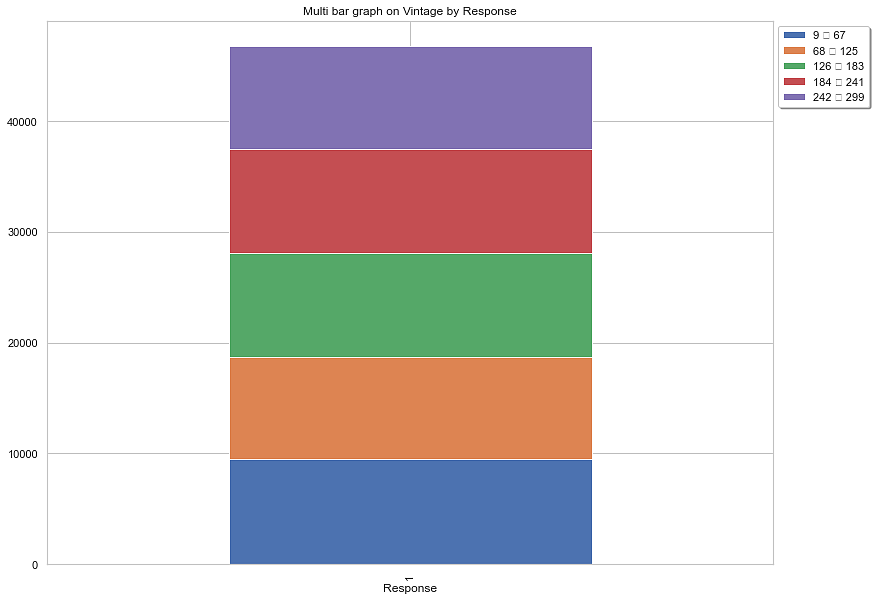 Multi bar graph on Vintage by Response
9 □ 67
68 □ 125
126 □ 183
184 □ 241
242 □ 299
40000
30000
20000
10000
0
1
Response